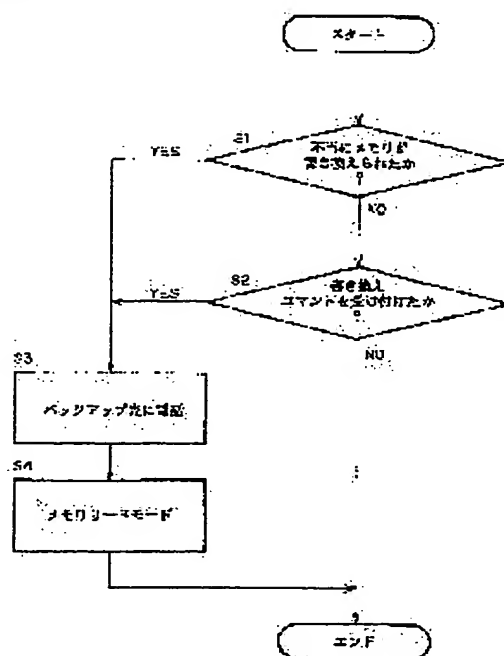 スタート
S1
不当にメモリが
書き換えられたか
?
YES
NO
S2
書き換え
コマンドを受け付けたか
?
YES
NO
S3
バックアップ先に電話
S4
メモリリードモード
エンド